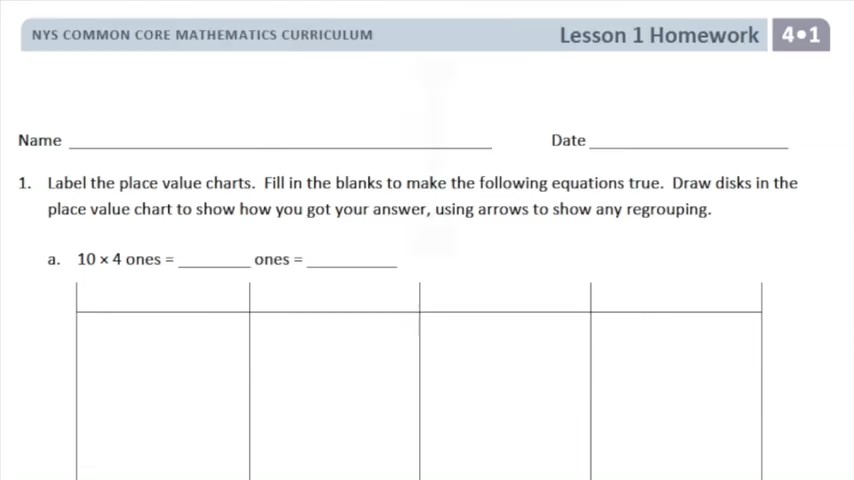 NYS COMMON CORE MATHEMATICS CURRICULUM Lesson 1 Homework 4•1
Name ____________________ Date ____________________
1. Label the place value charts. Fill in the blanks to make the following equations true. Draw disks in the
place value chart to show how you got your answer, using arrows to show any regrouping.
a. 10 × 4 ones = ________ ones = __________